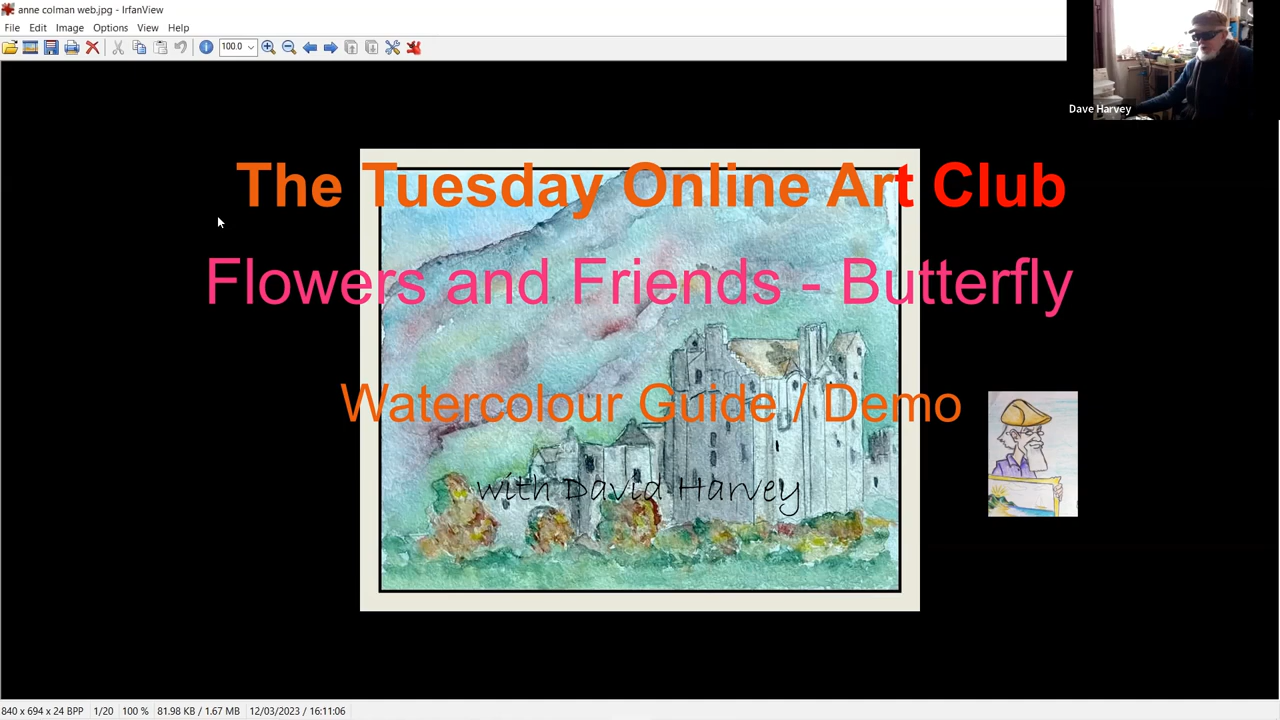 anne colman web.jpg - IrfanView
File Edit Image Options View Help
100.0
Dave Harvey
The Tuesday Online Art Club
Flowers and Friends - Butterfly
Watercolour Guide / Demo
with David Harvey
840 x 694 x 24 BPP 1/20 100 % 81.98 KB / 1.67 MB 12/03/2023 / 16:11:06